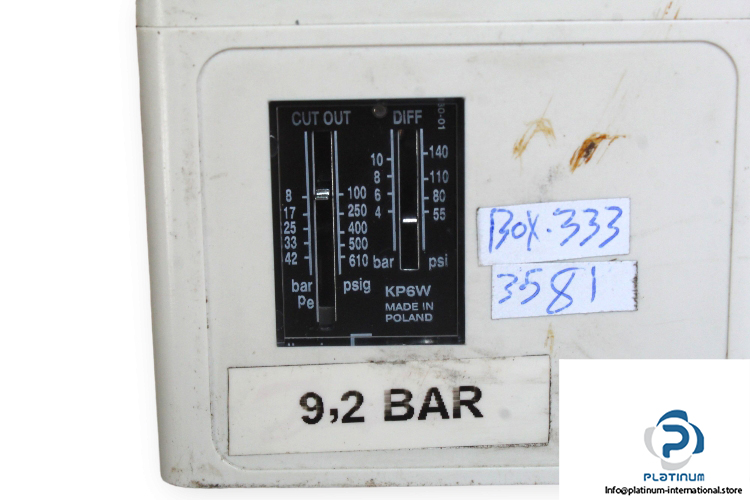 CUT OUT DIFF
10 140
8 110
8 100 6 80
17 250 4 55
25 400
33 500
42 610
bar psig bar psi
Pe
KP6W
MADE IN
POLAND
9,2 BAR
BOX.333
3581
PLATINUM
Info@platinum-international.store